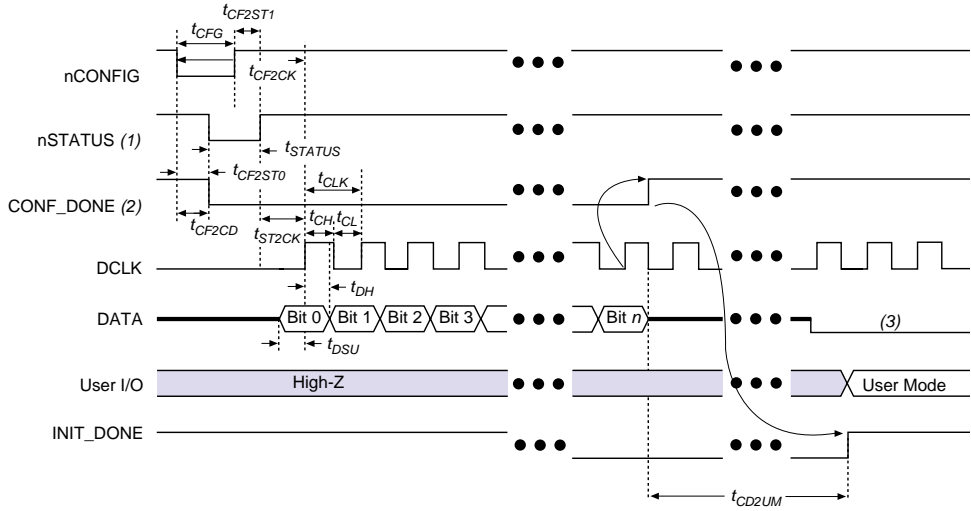 tCF2ST1
tCFG
tCF2CK
nCONFIG
nSTATUS (1)
tSTATUS
tCF2ST0
tCLK
CONF_DONE (2)
tCH tCL
tCF2CD
tST2CK
DCLK
tDH
DATA
Bit 0 Bit 1 Bit 2 Bit 3 Bit n (3)
tDSU
User I/O High-Z User Mode
INIT_DONE
tCD2UM